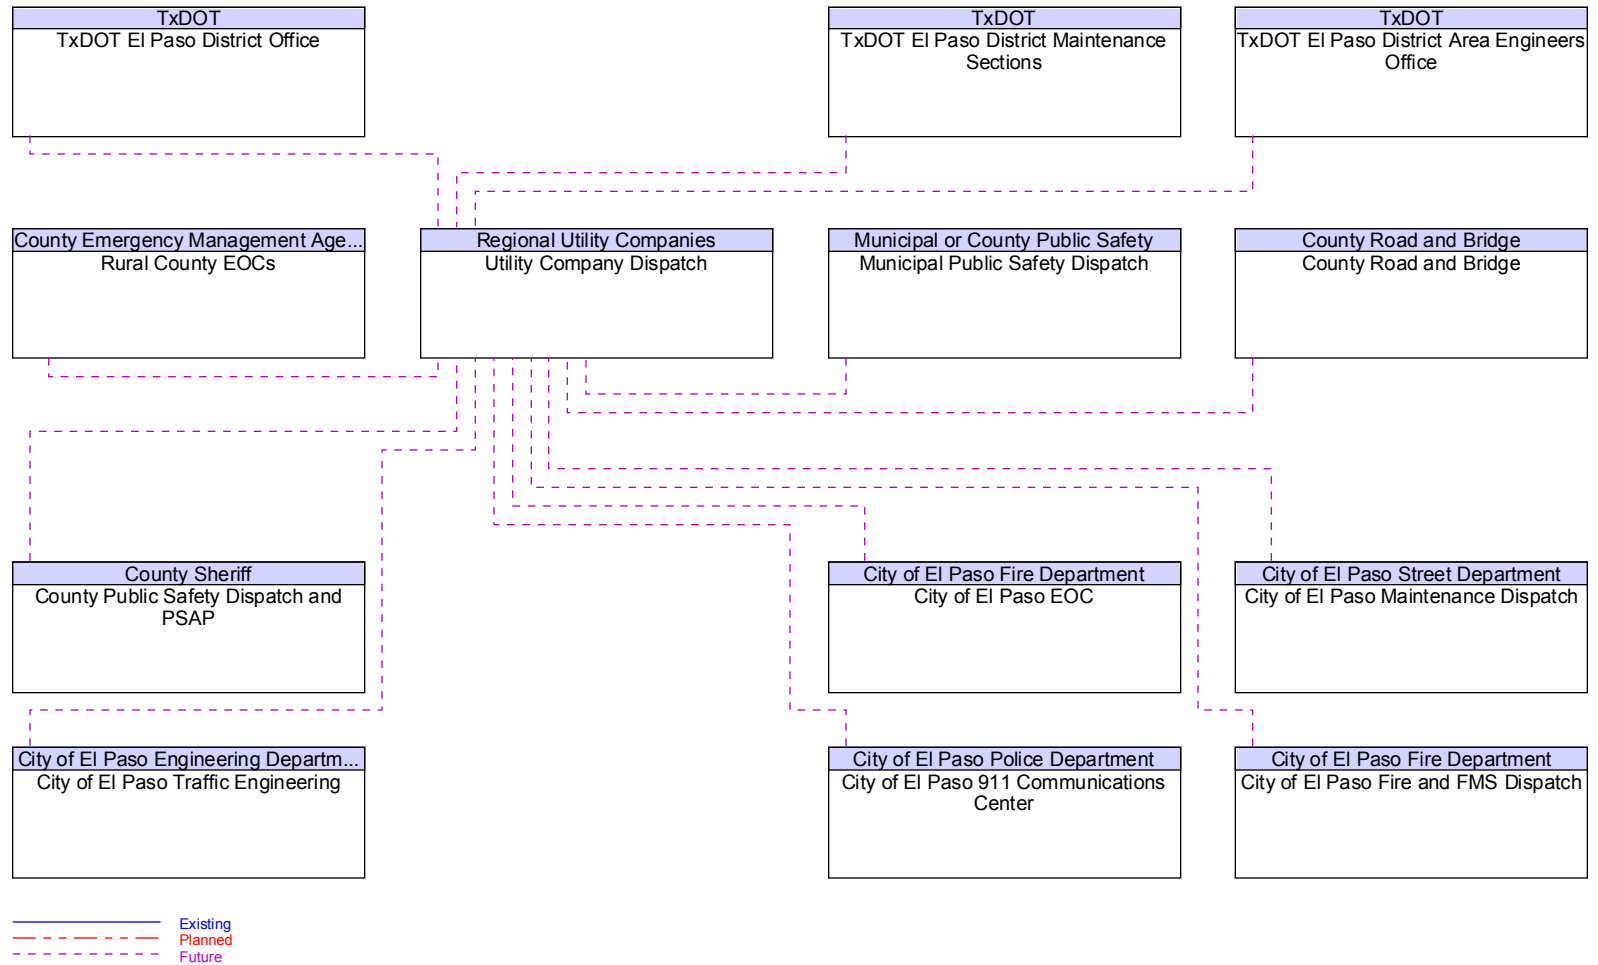 TxDOT
TxDOT El Paso District Office
TxDOT
TxDOT El Paso District Maintenance
Sections
TxDOT
TxDOT El Paso District Area Engineers
Office
County Emergency Management Age...
Rural County EOCs
Regional Utility Companies
Utility Company Dispatch
Municipal or County Public Safety
Municipal Public Safety Dispatch
County Road and Bridge
County Road and Bridge
County Sheriff
County Public Safety Dispatch and
PSAP
City of El Paso Fire Department
City of El Paso EOC
City of El Paso Street Department
City of El Paso Maintenance Dispatch
City of El Paso Engineering Departm...
City of El Paso Traffic Engineering
City of El Paso Police Department
City of El Paso 911 Communications
Center
City of El Paso Fire Department
City of El Paso Fire and FMS Dispatch
Existing
Planned
Future